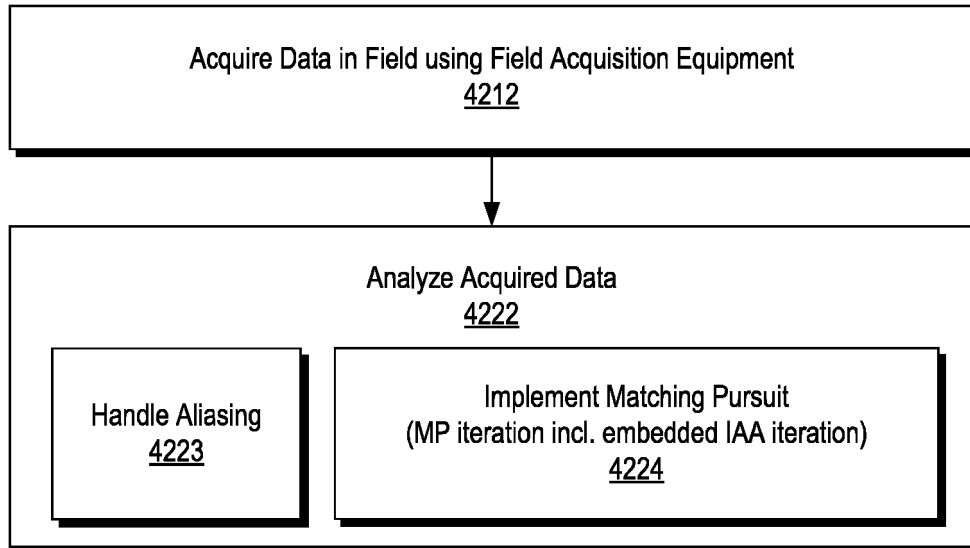 Acquire Data in Field using Field Acquisition Equipment
4212
Analyze Acquired Data
4222
Handle Aliasing
4223
Implement Matching Pursuit
(MP iteration incl. embedded IAA iteration)
4224